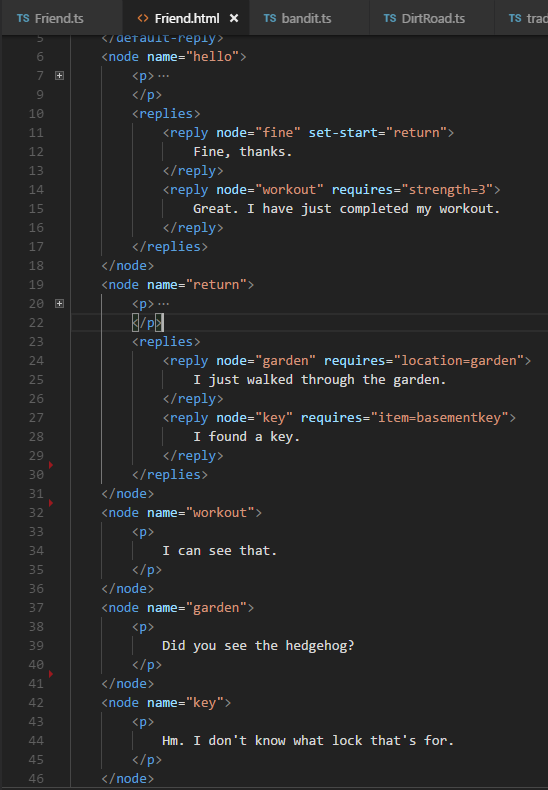 Friend.ts Friend.html × bandit.ts DirtRoad.ts trad
5 </default-reply>
6 <node name="hello">
7 <p>···
9 </p>
10 <replies>
11 <reply node="fine" set-start="return">
12 Fine, thanks.
13 </reply>
14 <reply node="workout" requires="strength=3">
15 Great. I have just completed my workout.
16 </reply>
17 </replies>
18 </node>
19 <node name="return">
20 <p>···
22 </p>
23 <replies>
24 <reply node="garden" requires="location=garden">
25 I just walked through the garden.
26 </reply>
27 <reply node="key" requires="item=basementkey">
28 I found a key.
29 </reply>
30 </replies>
31 </node>
32 <node name="workout">
33 <p>
34 I can see that.
35 </p>
36 </node>
37 <node name="garden">
38 <p>
39 Did you see the hedgehog?
40 </p>
41 </node>
42 <node name="key">
43 <p>
44 Hm. I don't know what lock that's for.
45 </p>
46 </node>